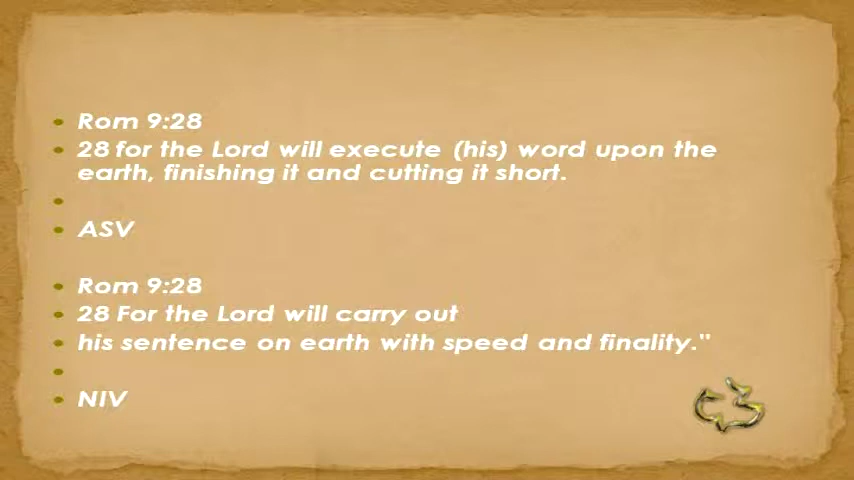 Rom 9:28
28 for the Lord will execute (his) word upon the
earth, finishing it and cutting it short.
ASV
Rom 9:28
28 For the Lord will carry out
his sentence on earth with speed and finality."
NIV